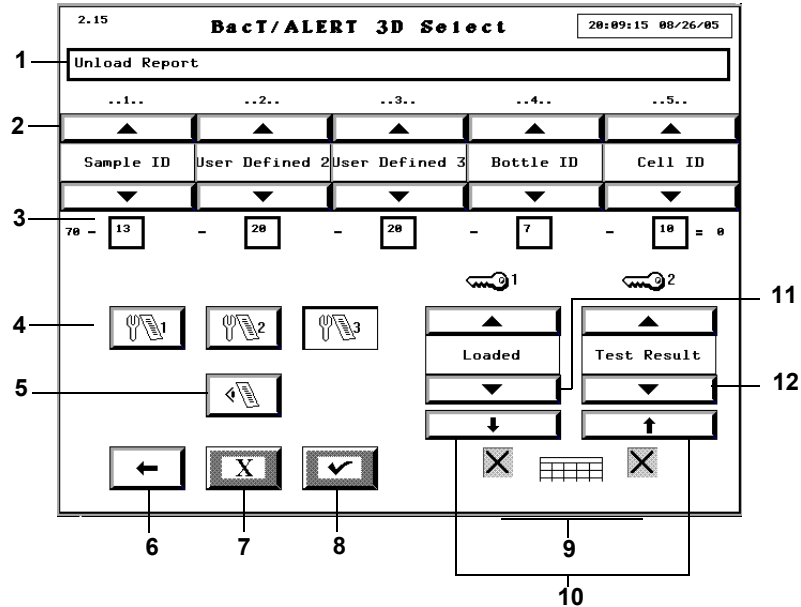 2.15
BacT/ALERT 3D Select
20:09:15 08/26/05
1
Unload Report
..1.. ..2.. ..3.. ..4.. ..5..
2
Sample ID User Defined 2 User Defined 3 Bottle ID Cell ID
3
70 - 13 - 20 - 20 - 7 - 10 = 0
1 2
11
4
1 2 3
Loaded Test Result
5
12
X
6 7 8 9
10